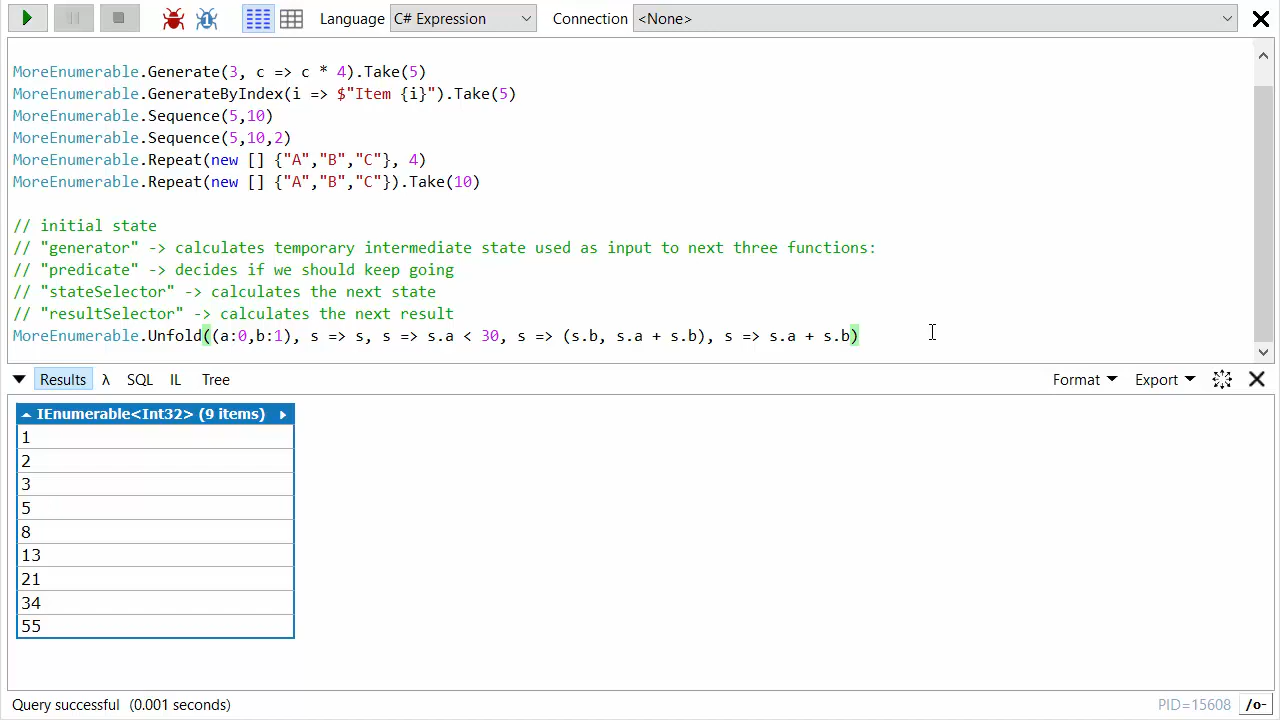 Language C# Expression Connection <None>
MoreEnumerable.Generate(3, c => c * 4).Take(5)
MoreEnumerable.GenerateByIndex(i => $"Item {i}").Take(5)
MoreEnumerable.Sequence(5,10)
MoreEnumerable.Sequence(5,10,2)
MoreEnumerable.Repeat(new [] {"A","B","C"}, 4)
MoreEnumerable.Repeat(new [] {"A","B","C"}).Take(10)
// initial state
// "generator" -> calculates temporary intermediate state used as input to next three functions:
// "predicate" -> decides if we should keep going
// "stateSelector" -> calculates the next state
// "resultSelector" -> calculates the next result
MoreEnumerable.Unfold((a:0,b:1), s => s, s => s.a < 30, s => (s.b, s.a + s.b), s => s.a + s.b)
Results λ SQL IL Tree Format Export
IEnumerable<Int32> (9 items)
1
2
3
5
8
13
21
34
55
Query successful (0.001 seconds) PID=15608 /o-